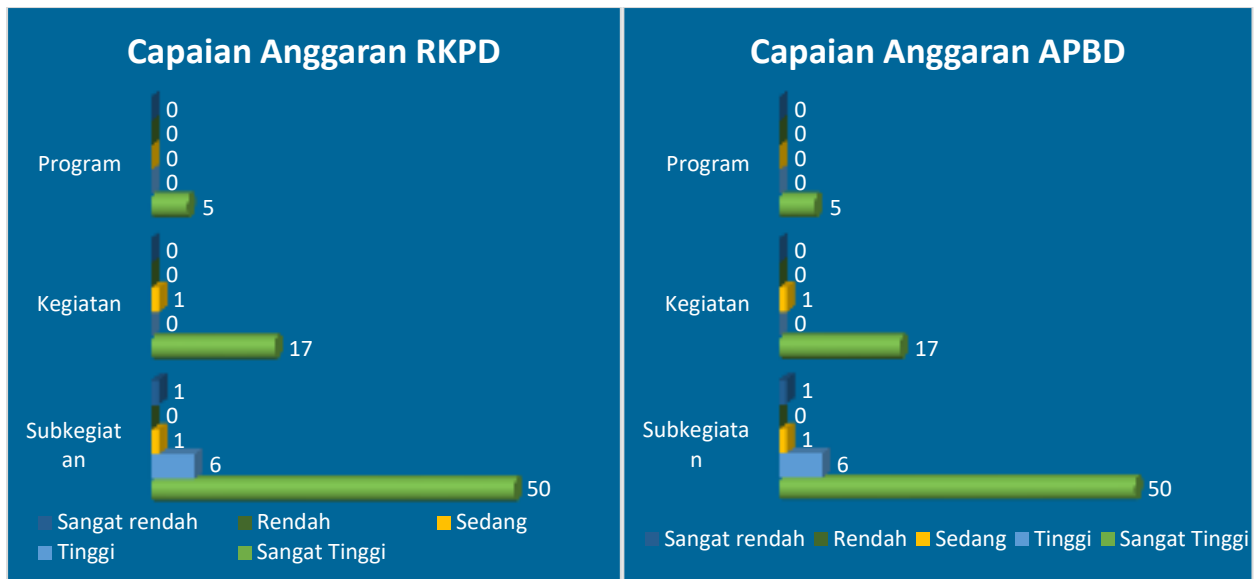 Capaian Anggaran RKPD
Program
0
0
0
0
5
Kegiatan
0
0
1
0
17
Subkegiat
an
1
0
1
6
50
Sangat rendah Rendah Sedang
Tinggi Sangat Tinggi
Capaian Anggaran APBD
Program
0
0
0
0
5
Kegiatan
0
0
1
0
17
Subkegiata
n
1
0
1
6
50
Sangat rendah Rendah Sedang Tinggi Sangat Tinggi